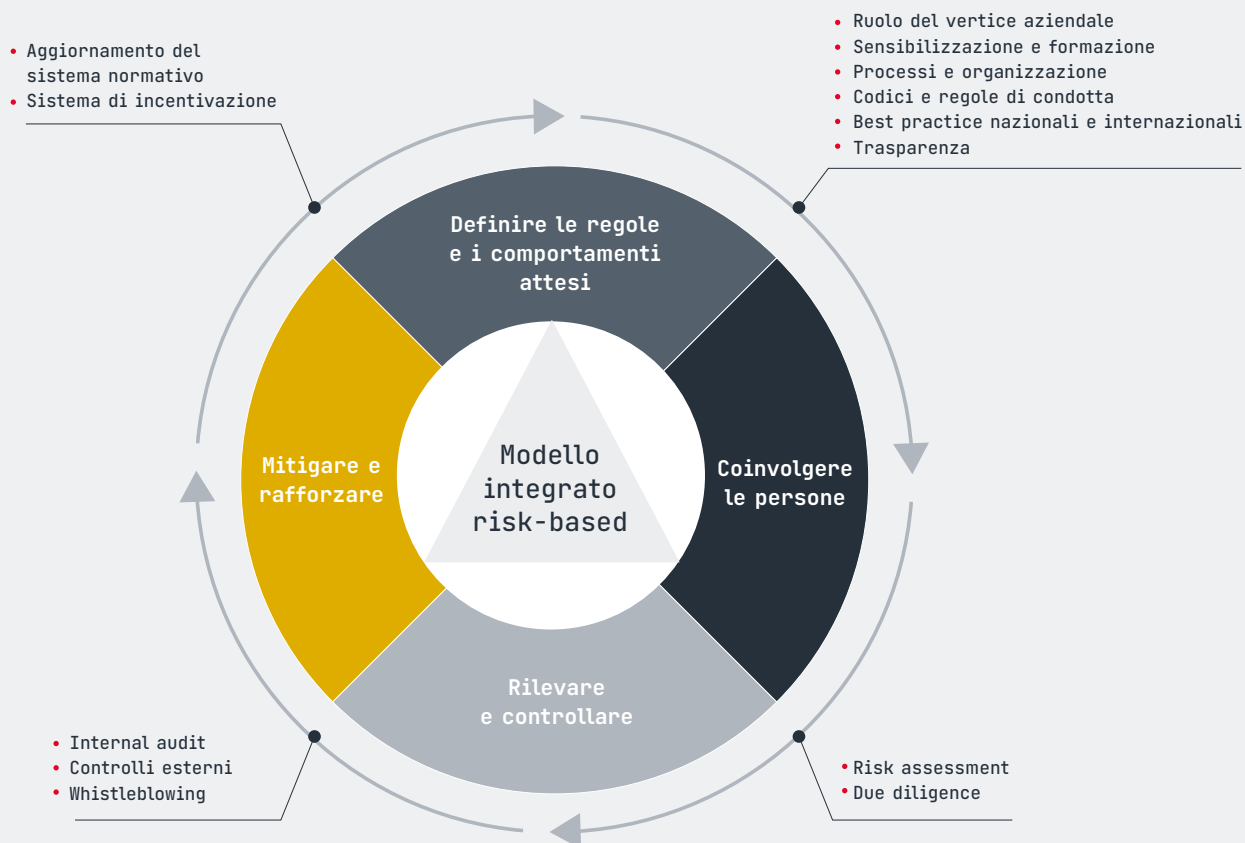 • Aggiornamento del
sistema normativo
• Sistema di incentivazione
• Ruolo del vertice aziendale
• Sensibilizzazione e formazione
• Processi e organizzazione
• Codici e regole di condotta
• Best practice nazionali e internazionali
• Trasparenza
Definire le regole
e i comportamenti
attesi
Mitigare e
rafforzare
Modello
integrato
risk-based
Coinvolgere
le persone
Rilevare
e controllare
• Internal audit
• Controlli esterni
• Whistleblowing
• Risk assessment
• Due diligence